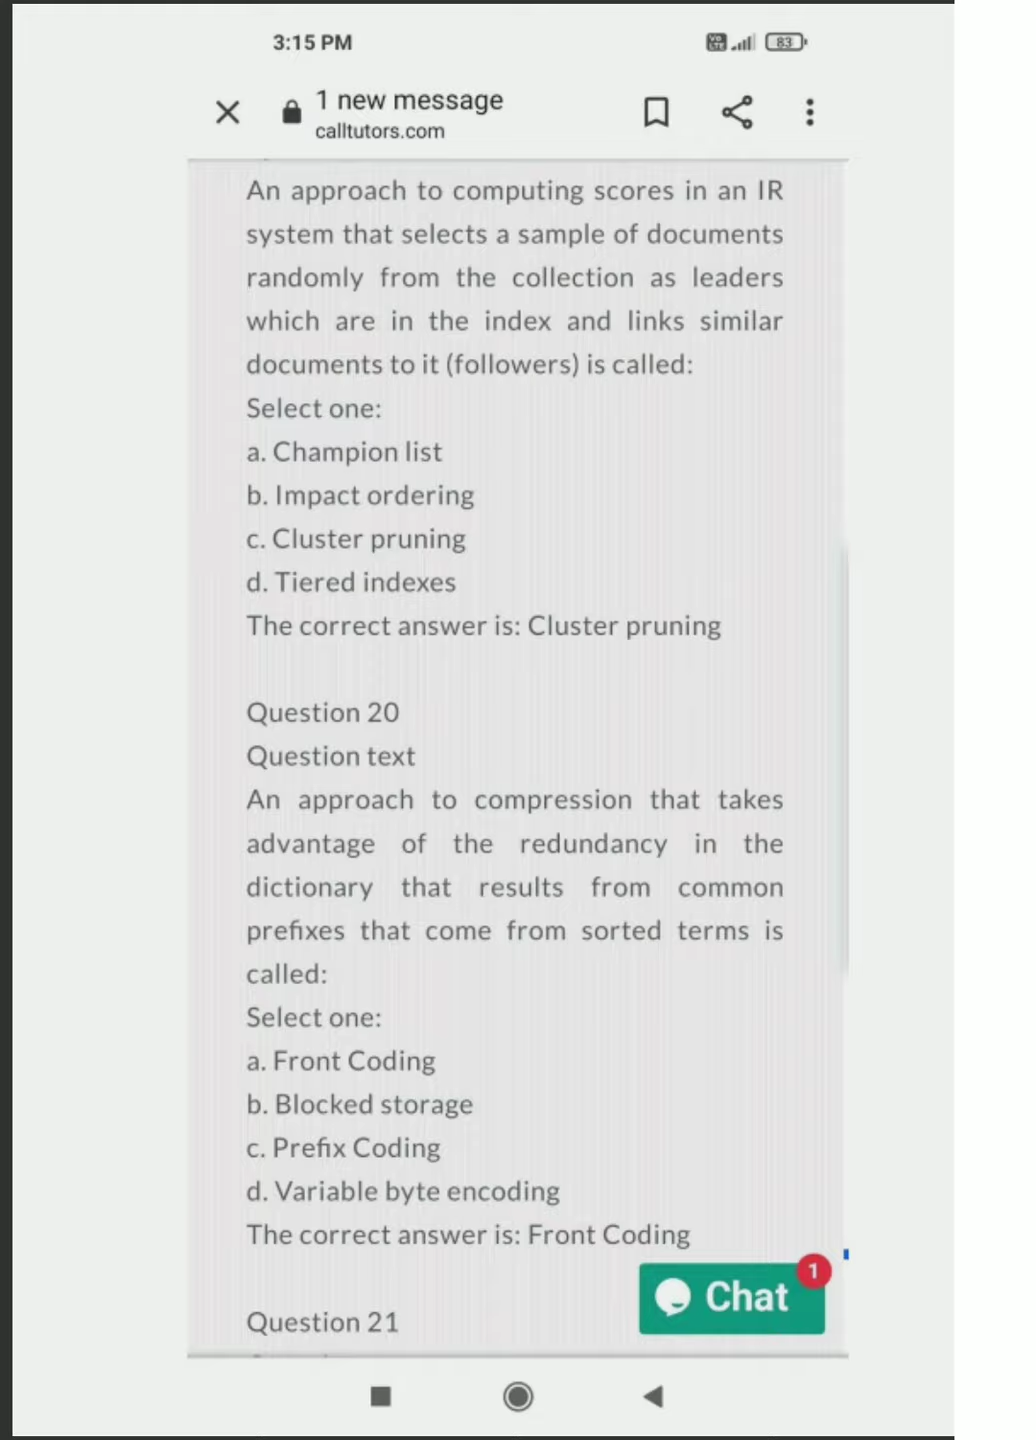 3:15 PM
83
1 new message
calltutors.com
An approach to computing scores in an IR
system that selects a sample of documents
randomly from the collection as leaders
which are in the index and links similar
documents to it (followers) is called:
Select one:
a. Champion list
b. Impact ordering
c. Cluster pruning
d. Tiered indexes
The correct answer is: Cluster pruning
Question 20
Question text
An approach to compression that takes
advantage of the redundancy in the
dictionary that results from common
prefixes that come from sorted terms is
called:
Select one:
a. Front Coding
b. Blocked storage
c. Prefix Coding
d. Variable byte encoding
The correct answer is: Front Coding
1
Chat
Question 21